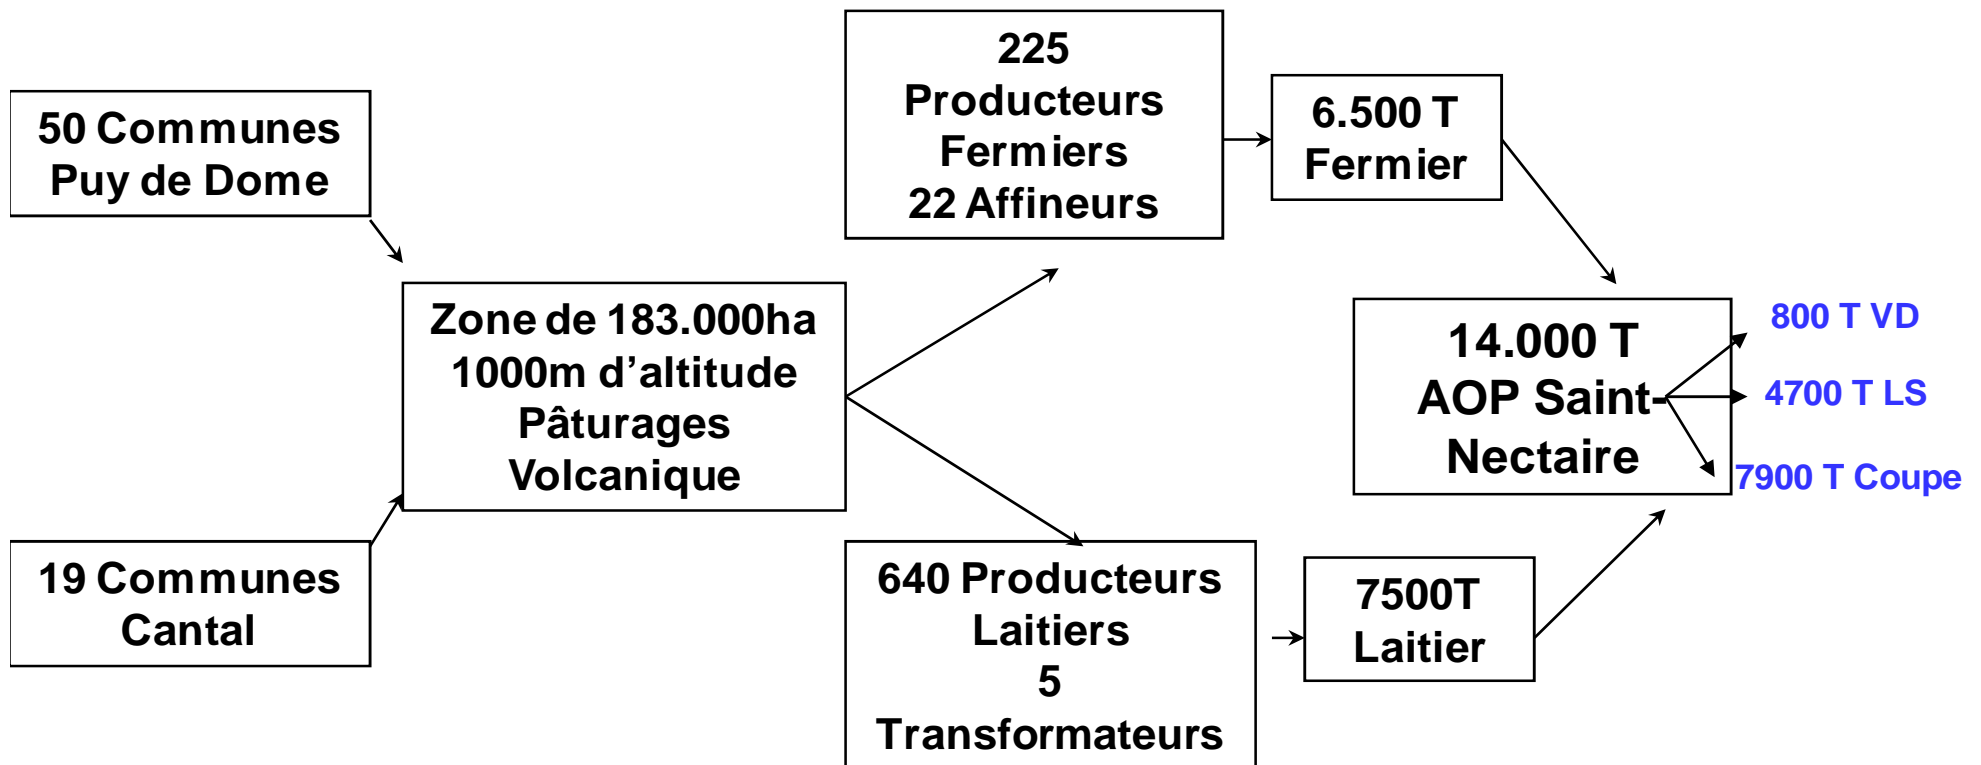 50 Communes
Puy de Dome
19 Communes
Cantal
Zone de 183.000ha
1000m d’altitude
Pâturages
Volcanique
225
Producteurs
Fermiers
22 Affineurs
6.500 T
Fermier
640 Producteurs
Laitiers
5
Transformateurs
7500T
Laitier
14.000 T
AOP Saint-
Nectaire
800 T VD
4700 T LS
7900 T Coupe